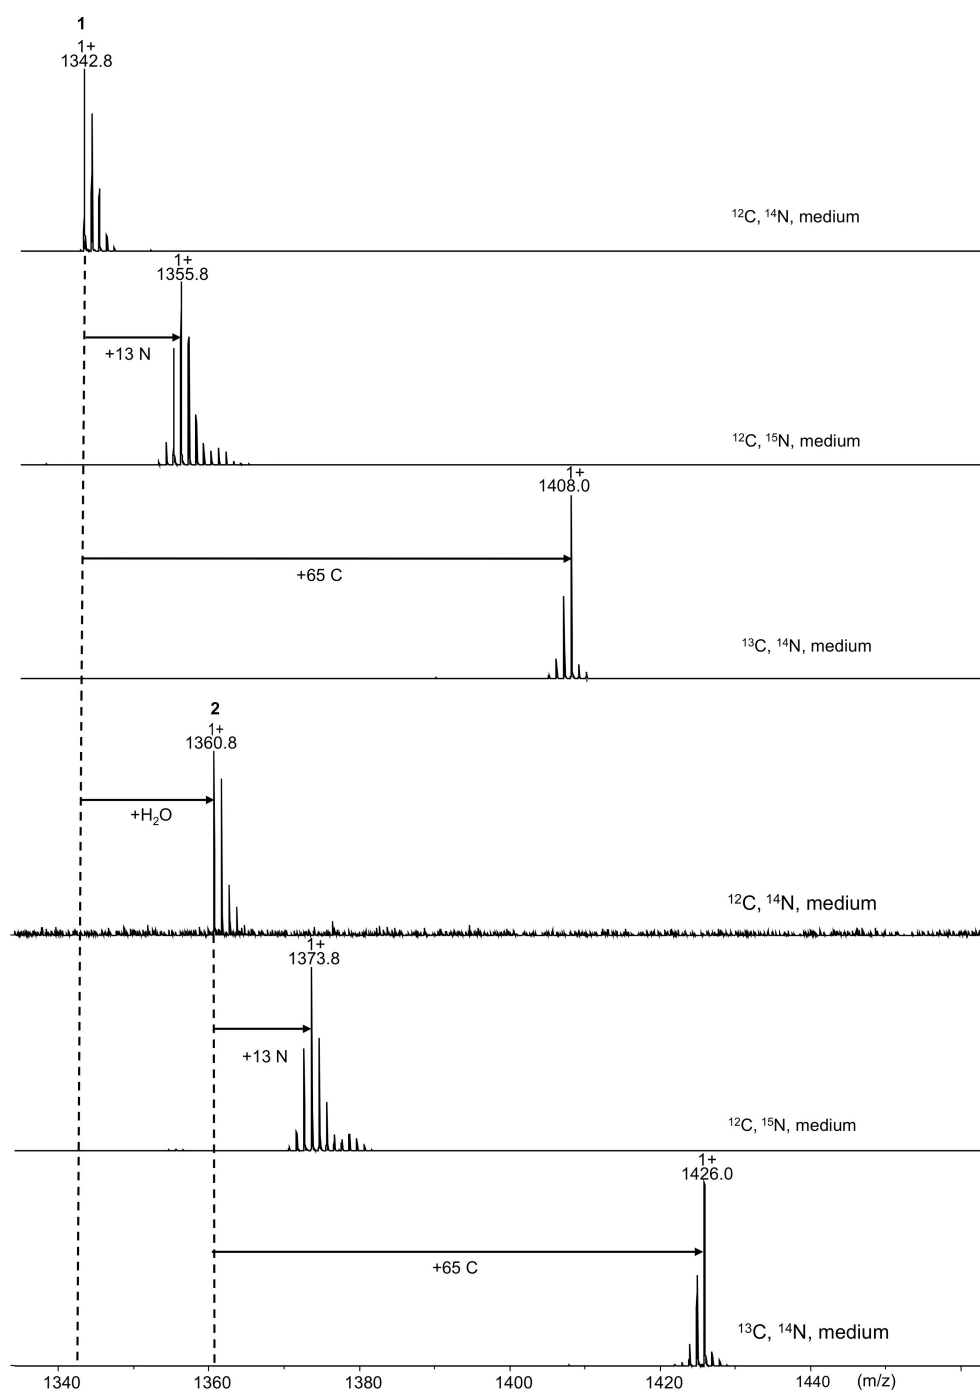 1
1+
1342.8
¹²C, ¹⁴N, medium
1+
1355.8
+13 N
¹²C, ¹⁵N, medium
1+
1408.0
+65 C
¹³C, ¹⁴N, medium
2
1+
1360.8
+H₂O
¹²C, ¹⁴N, medium
1+
1373.8
+13 N
¹²C, ¹⁵N, medium
1+
1426.0
+65 C
¹³C, ¹⁴N, medium
1340 1360 1380 1400 1420 1440 (m/z)